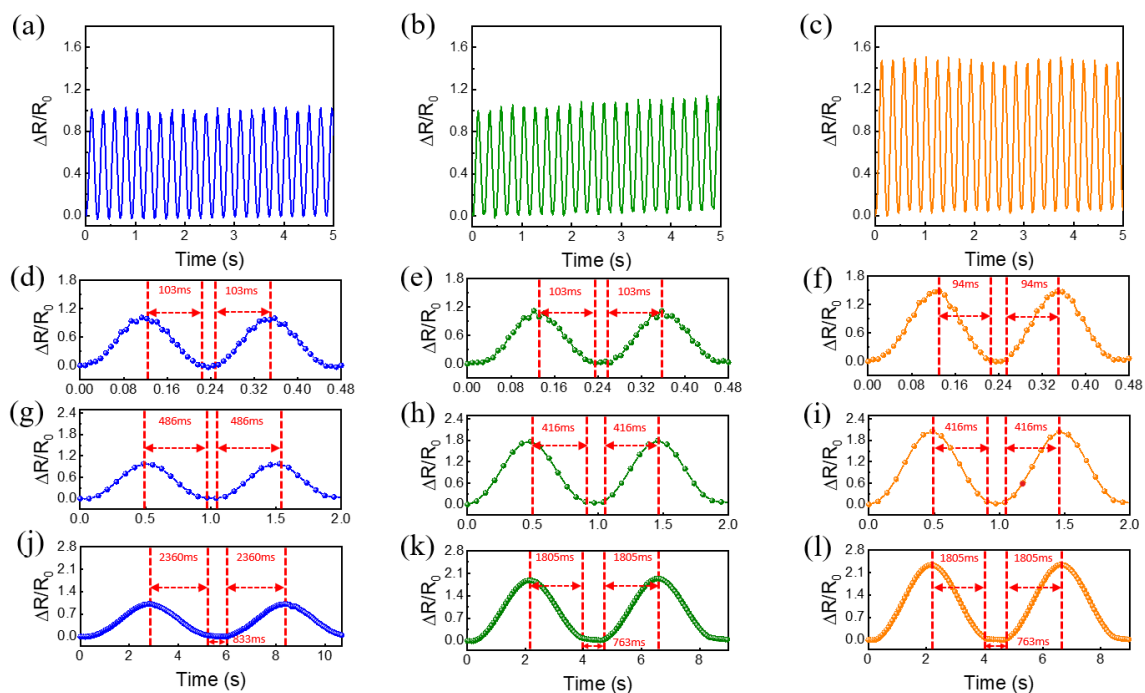 (a)
ΔR/R0
1.6
1.2
0.8
0.4
0.0
0 1 2 3 4 5
Time (s)
(b)
ΔR/R0
1.6
1.2
0.8
0.4
0.0
0 1 2 3 4 5
Time (s)
(c)
ΔR/R0
1.6
1.2
0.8
0.4
0.0
0 1 2 3 4 5
Time (s)
(d)
ΔR/R0
1.8
1.2
0.6
0.0
103ms 103ms
0.00 0.08 0.16 0.24 0.32 0.40 0.48
(e)
ΔR/R0
1.8
1.2
0.6
0.0
103ms 103ms
0.00 0.08 0.16 0.24 0.32 0.40 0.48
(f)
ΔR/R0
1.8
1.2
0.6
0.0
94ms 94ms
0.00 0.08 0.16 0.24 0.32 0.40 0.48
(g)
ΔR/R0
2.4
1.8
1.2
0.6
0.0
486ms 486ms
0.0 0.5 1.0 1.5 2.0
(h)
ΔR/R0
2.4
1.8
1.2
0.6
0.0
416ms 416ms
0.0 0.5 1.0 1.5 2.0
(i)
ΔR/R0
2.4
1.8
1.2
0.6
0.0
416ms 416ms
0.0 0.5 1.0 1.5 2.0
(j)
ΔR/R0
2.8
2.1
1.4
0.7
0.0
2360ms 2360ms
833ms
0 2 4 6 8 10
Time (s)
(k)
ΔR/R0
2.8
2.1
1.4
0.7
0.0
1805ms 1805ms
763ms
0 2 4 6 8
Time (s)
(l)
ΔR/R0
2.8
2.1
1.4
0.7
0.0
1805ms 1805ms
763ms
0 2 4 6 8
Time (s)